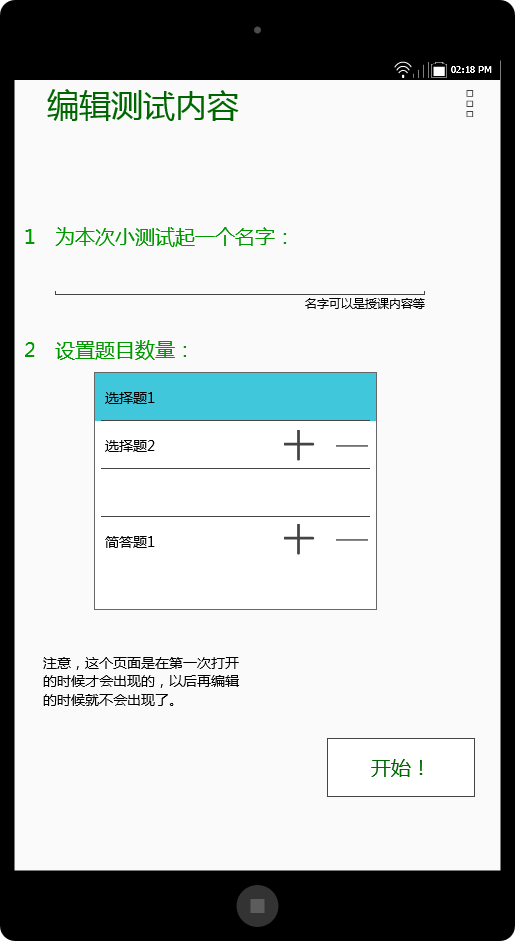 02:18 PM
编辑测试内容
1 为本次小测试起一个名字：
名字可以是授课内容等
2 设置题目数量：
选择题1
选择题2
简答题1
注意，这个页面是在第一次打开
的时候才会出现的，以后再编辑
的时候就不会出现了。
开始！